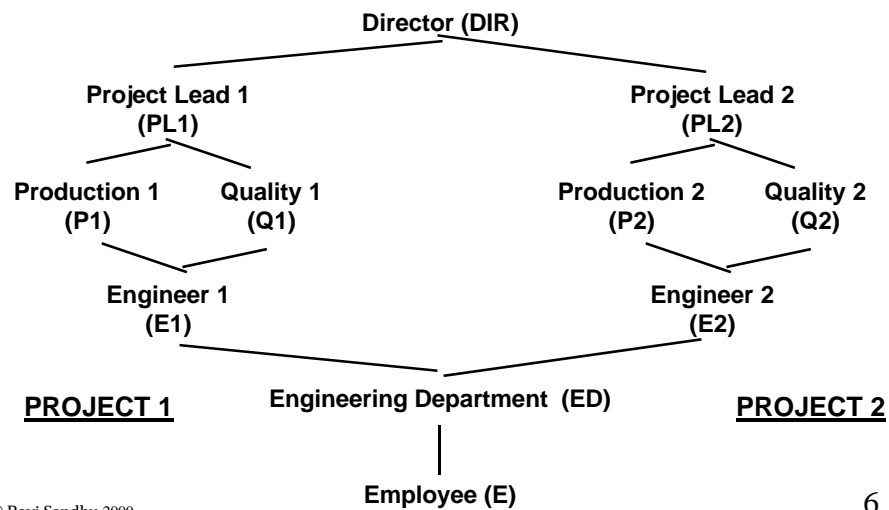 Director (DIR)
Project Lead 1
(PL1)
Project Lead 2
(PL2)
Production 1
(P1)
Quality 1
(Q1)
Production 2
(P2)
Quality 2
(Q2)
Engineer 1
(E1)
Engineer 2
(E2)
PROJECT 1
Engineering Department (ED)
PROJECT 2
Employee (E)
6